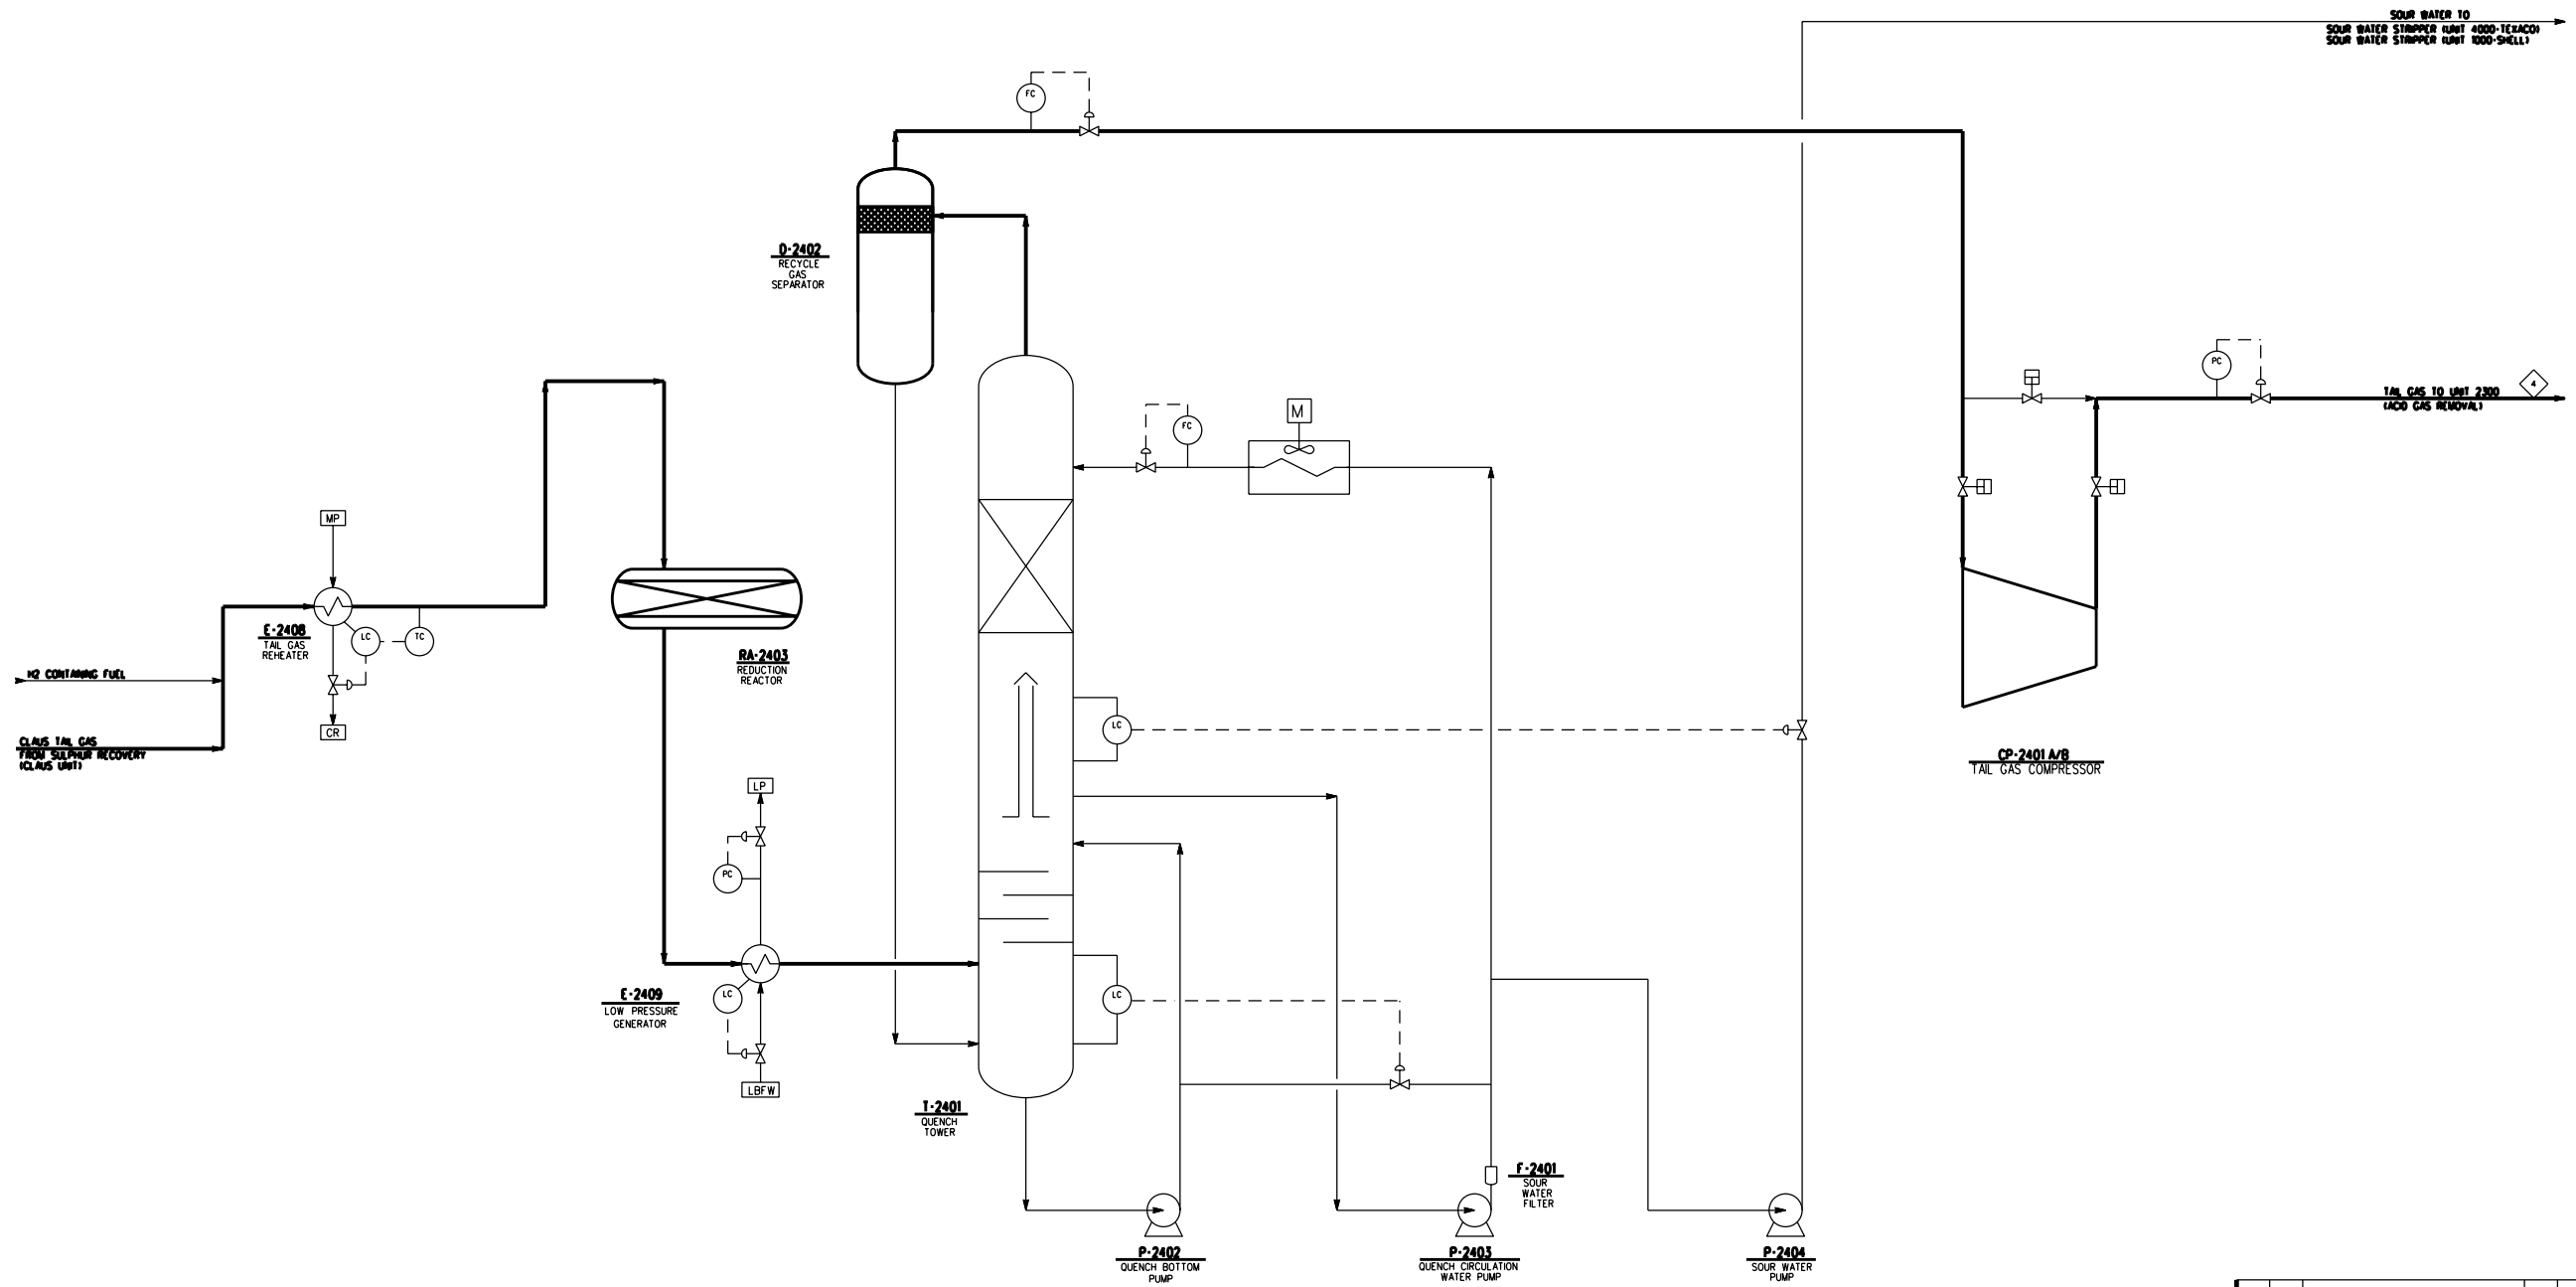 SOUR WATER TO
SOUR WATER STRIPPER (UNIT 4000-TEXACO)
SOUR WATER STRIPPER (UNIT 1000-SHELL)
FC
D-2402
RECYCLE
GAS
SEPARATOR
PC
4
TAIL GAS TO UNIT 2300
(ACID GAS REMOVAL)
M
FC
MP
E-2408
TAIL GAS
REHEATER
LC
TC
RA-2403
REDUCTION
REACTOR
H2 CONTAINING FUEL
CR
CLAUS TAIL GAS
FROM SULPHUR RECOVERY
(CLAUS UNIT)
LC
CP-2401 A/B
TAIL GAS COMPRESSOR
LP
PC
E-2409
LOW PRESSURE
GENERATOR
LC
LC
LBFW
T-2401
QUENCH
TOWER
F-2401
SOUR
WATER
FILTER
P-2402
QUENCH BOTTOM
PUMP
P-2403
QUENCH CIRCULATION
WATER PUMP
P-2404
SOUR WATER
PUMP